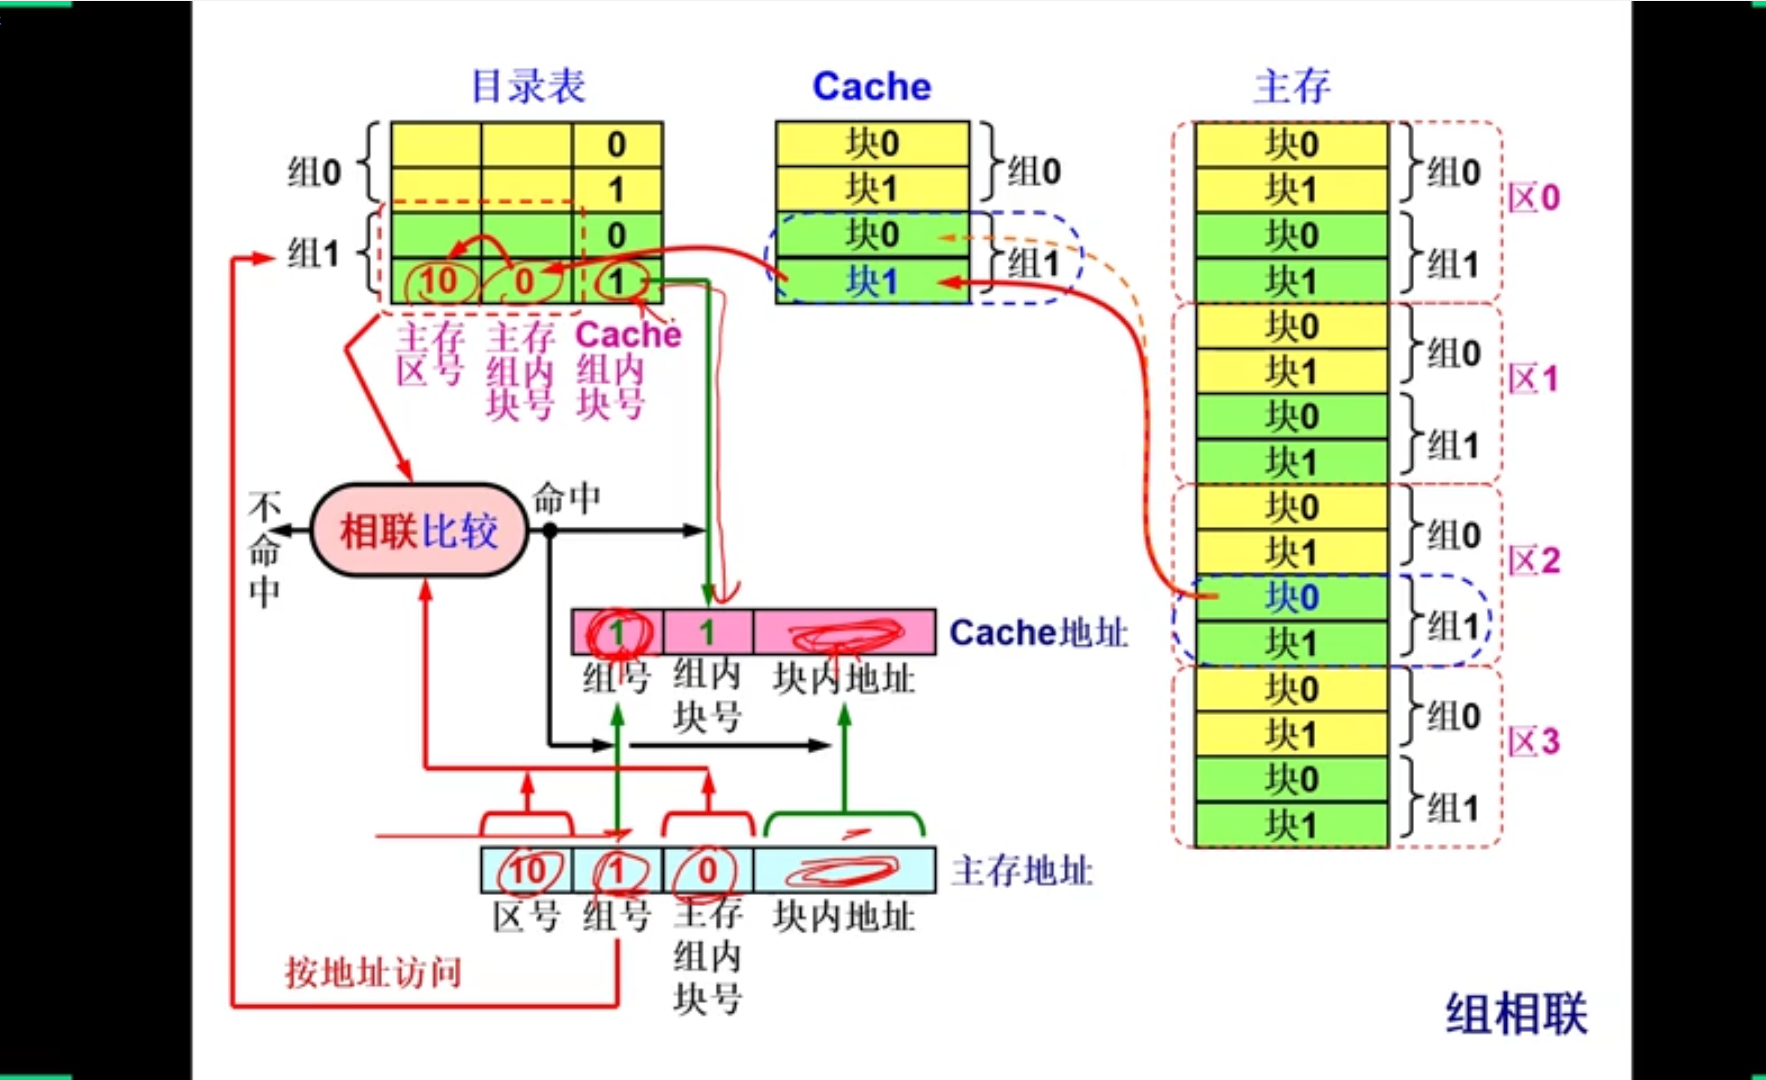 目录表
组0
组1
0
1
0
10 0 1
主存区号
主存组内块号
Cache组内块号
Cache
块0
块1
块0
块1
组0
组1
主存
块0
块1
块0
块1
组0
组1
区0
块0
块1
块0
块1
组0
组1
区1
块0
块1
块0
块1
组0
组1
区2
块0
块1
块0
块1
组0
组1
区3
不命中
相联比较
命中
1 1
Cache地址
组号
组内块号
块内地址
10 1 0
主存地址
区号
组号
主存组内块号
块内地址
按地址访问
组相联